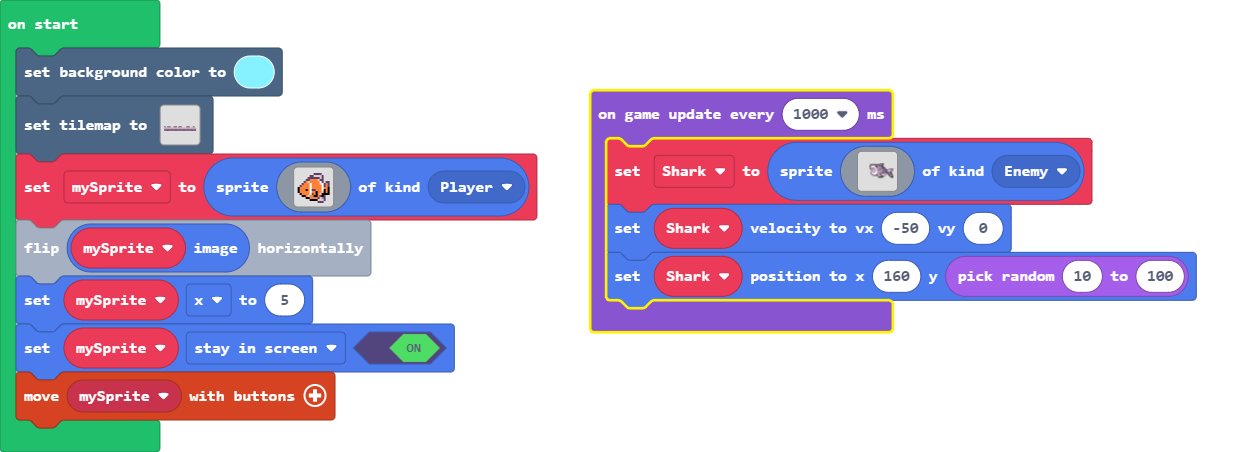 on start
set background color to
set tilemap to
set mySprite to sprite of kind Player
flip mySprite image horizontally
set mySprite x to 5
set mySprite stay in screen ON
move mySprite with buttons
on game update every 1000 ms
set Shark to sprite of kind Enemy
set Shark velocity to vx -50 vy 0
set Shark position to x 160 y pick random 10 to 100